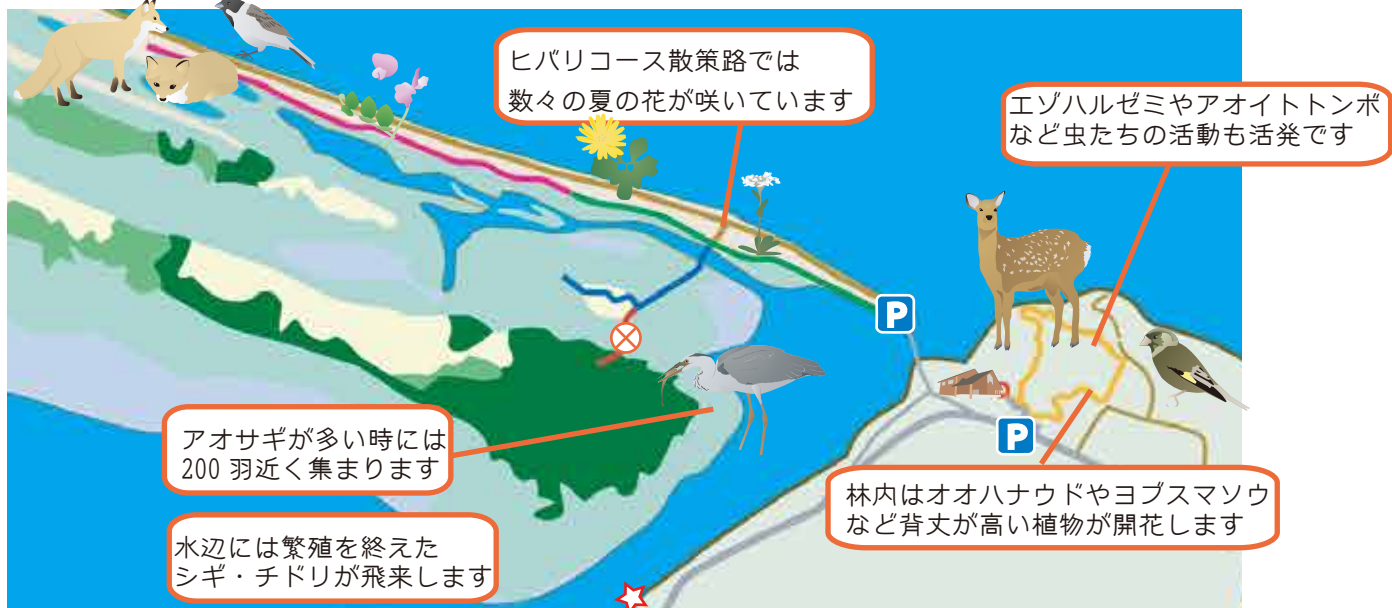 ヒバリコース散策路では
数々の夏の花が咲いています
エゾハルゼミやアオイトトンボ
など虫たちの活動も活発です
P
P
アオサギが多い時には
200 羽近く集まります
林内はオオハナウドやヨブスマソウ
など背丈が高い植物が開花します
水辺には繁殖を終えた
シギ・チドリが飛来します